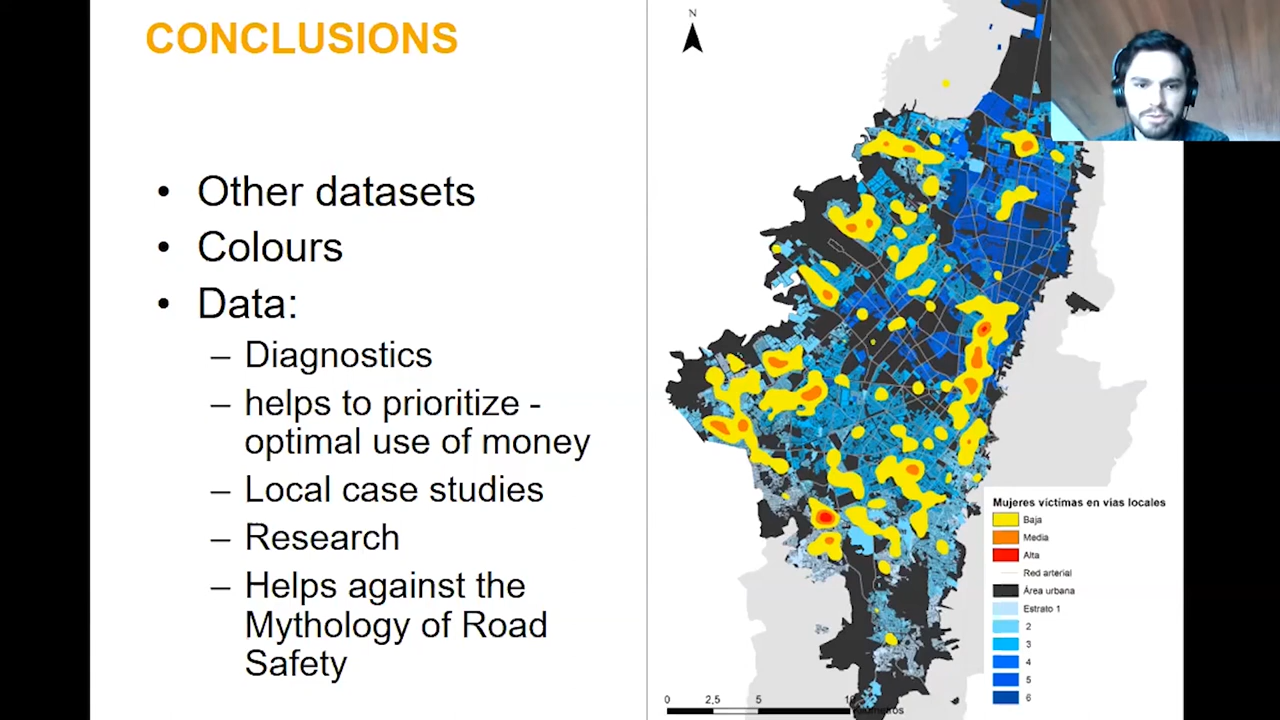 CONCLUSIONS
• Other datasets
• Colours
• Data:
– Diagnostics
– helps to prioritize -
optimal use of money
– Local case studies
– Research
– Helps against the
Mythology of Road
Safety
N
Mujeres víctimas en vias locales
Baja
Media
Alta
Red arterial
Área urbana
Estrato 1
2
3
4
5
6
0 2,5 5